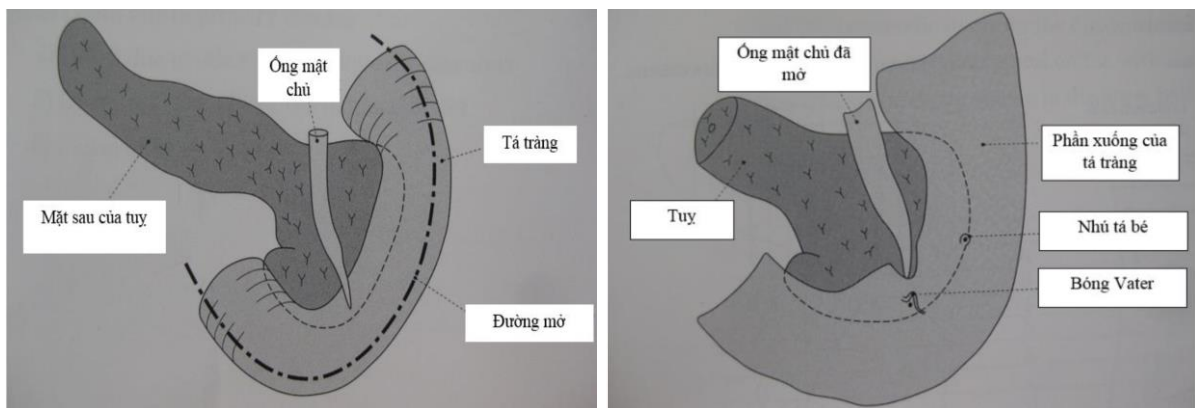 Ống mật
chủ
Tá tràng
Mặt sau của tuỵ
Đường mở
Ống mật chủ đã
mở
Phần xuống của
tá tràng
Tuỵ
Nhú tá bé
Bóng Vater